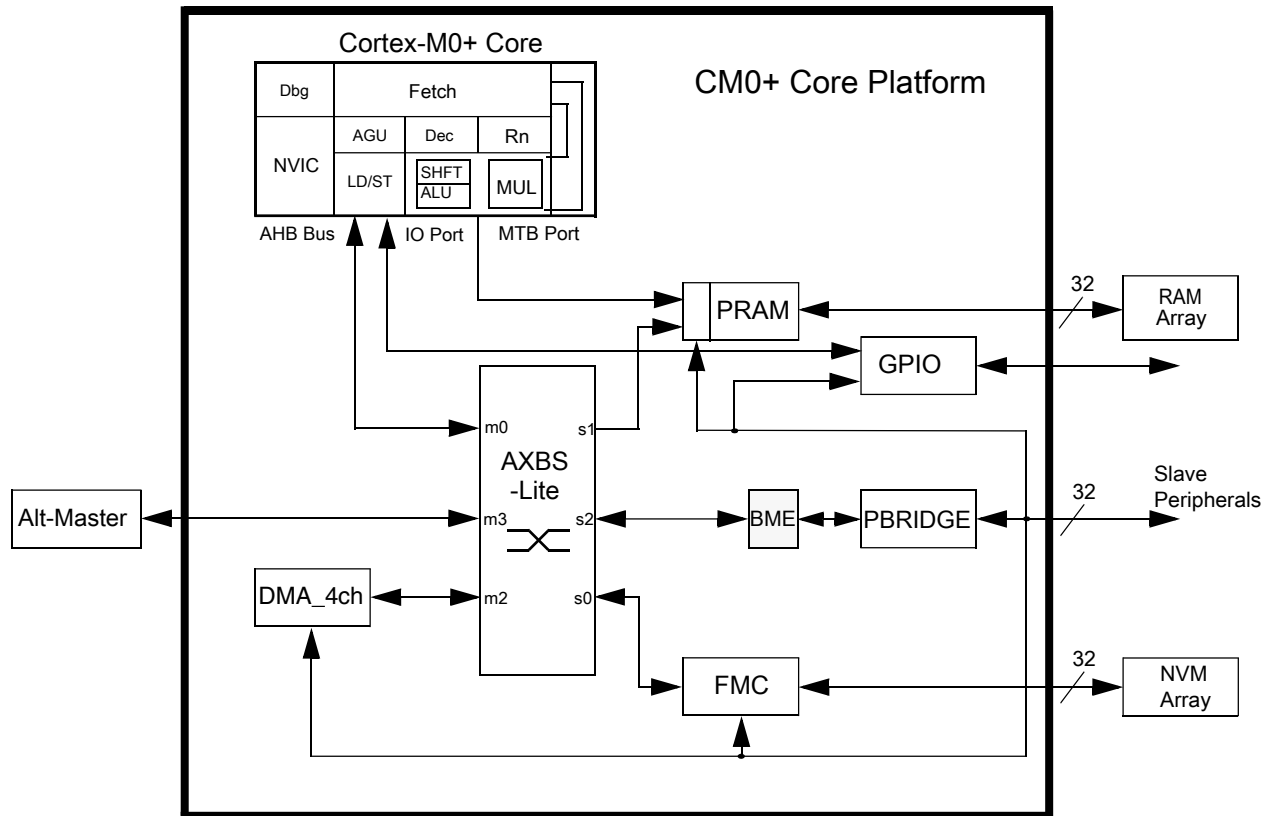 Cortex-M0+ Core
CM0+ Core Platform
Dbg
Fetch
AGU
Dec
Rn
NVIC
LD/ST
SHFT
ALU
MUL
AHB Bus
IO Port
MTB Port
32
PRAM
RAM
Array
GPIO
m0
s1
AXBS
-Lite
Alt-Master
m3
s2
BME
PBRIDGE
32
Slave
Peripherals
DMA_4ch
m2
s0
FMC
32
NVM
Array